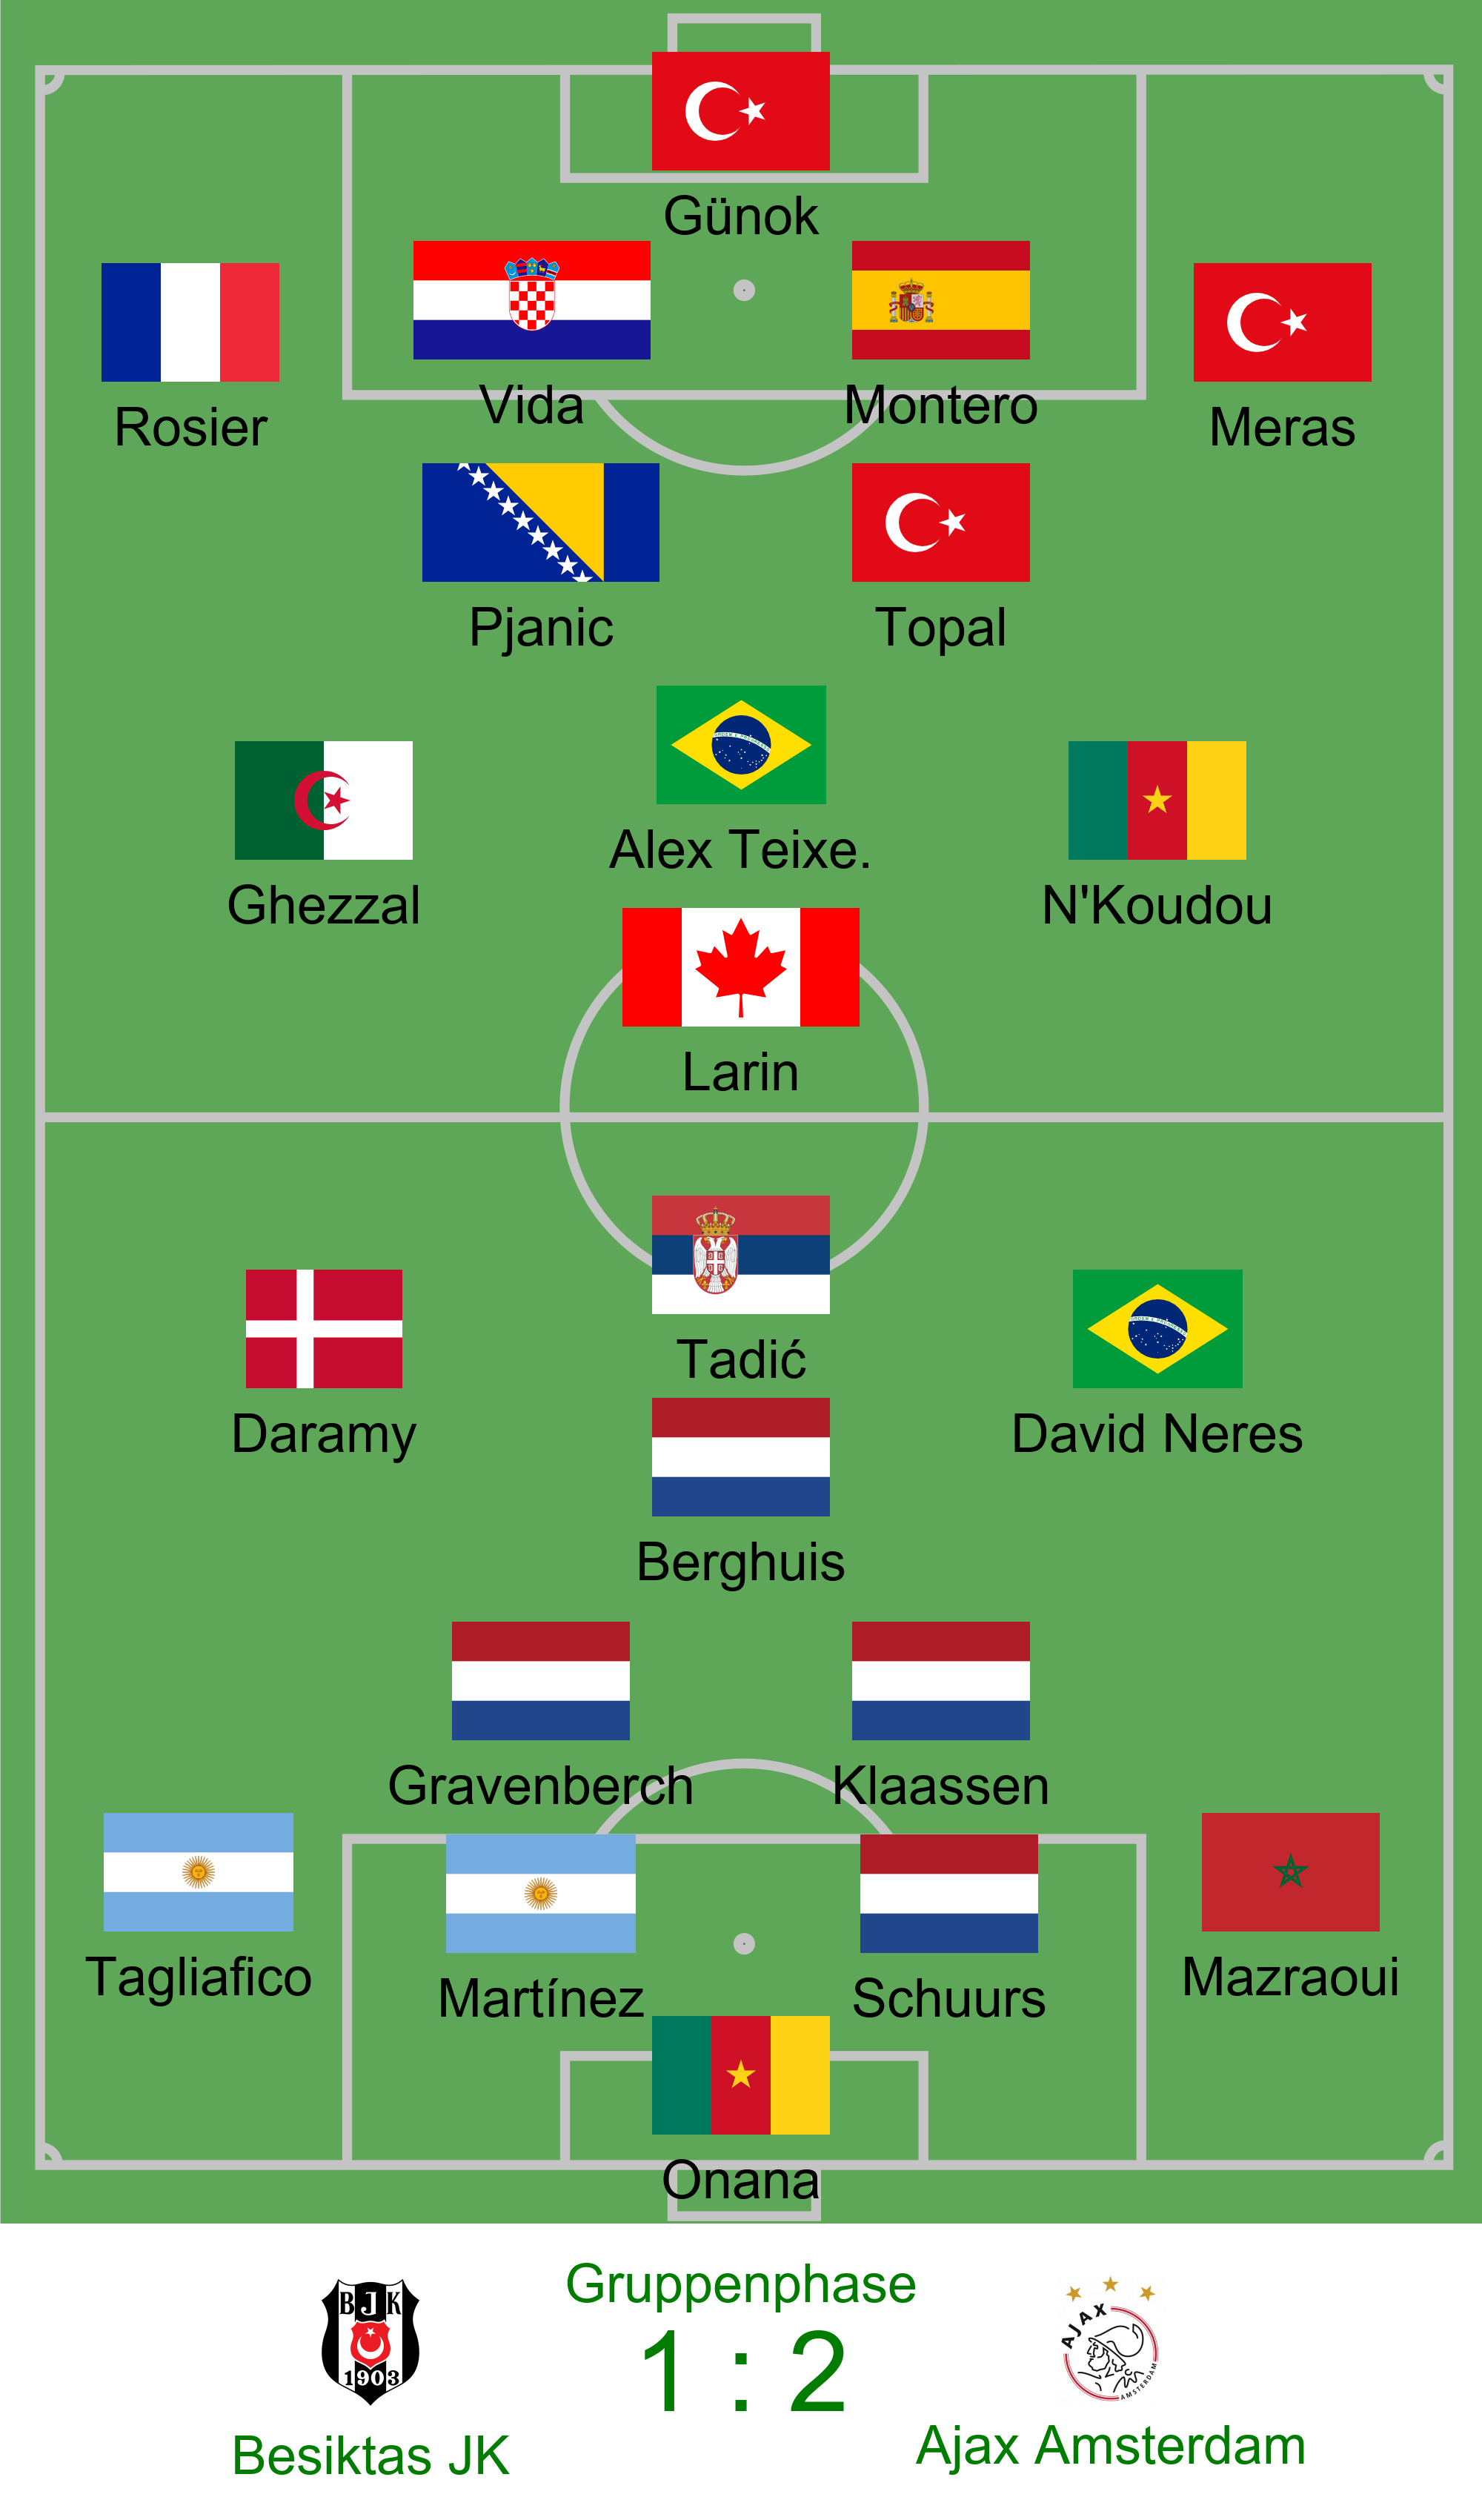 Günok
Rosier
Vida
Montero
Meras
Pjanic
Topal
Ghezzal
Alex Teixe.
N'Koudou
Larin
Tadić
Daramy
David Neres
Berghuis
Gravenberch
Klaassen
Tagliafico
Martínez
Schuurs
Mazraoui
Onana
Gruppenphase
1 : 2
BJK
1903
Besiktas JK
AJAX
AMSTERDAM
Ajax Amsterdam